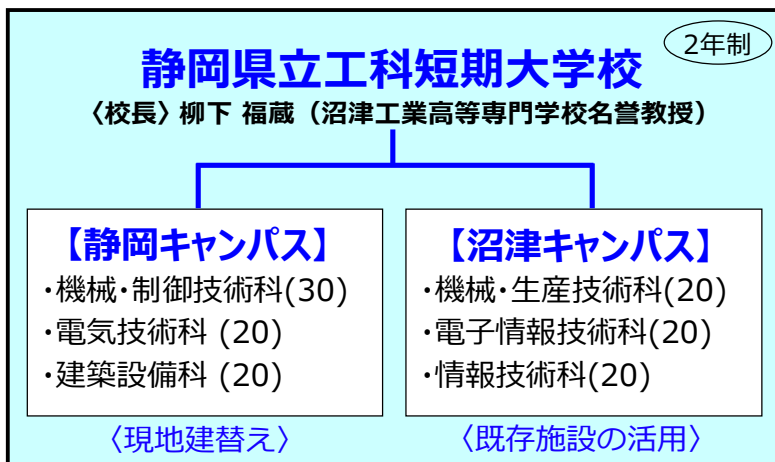 2年制
静岡県立工科短期大学校
〈校長〉柳下 福蔵（沼津工業高等専門学校名誉教授）
【静岡キャンパス】
・機械・制御技術科(30)
・電気技術科 (20)
・建築設備科 (20)
〈現地建替え〉
【沼津キャンパス】
・機械・生産技術科(20)
・電子情報技術科(20)
・情報技術科(20)
〈既存施設の活用〉